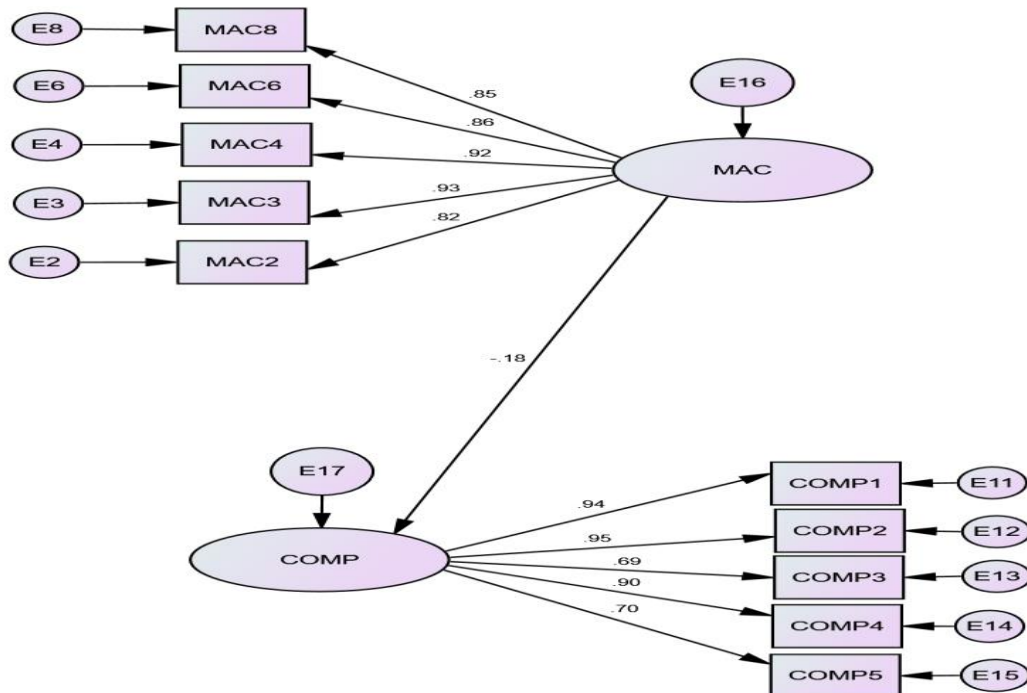 E8
MAC8
E6
MAC6
E4
MAC4
E3
MAC3
E2
MAC2
.85
.86
.92
.93
.82
E16
MAC
-.18
E17
COMP
.94
.95
.69
.90
.70
COMP1
E11
COMP2
E12
COMP3
E13
COMP4
E14
COMP5
E15